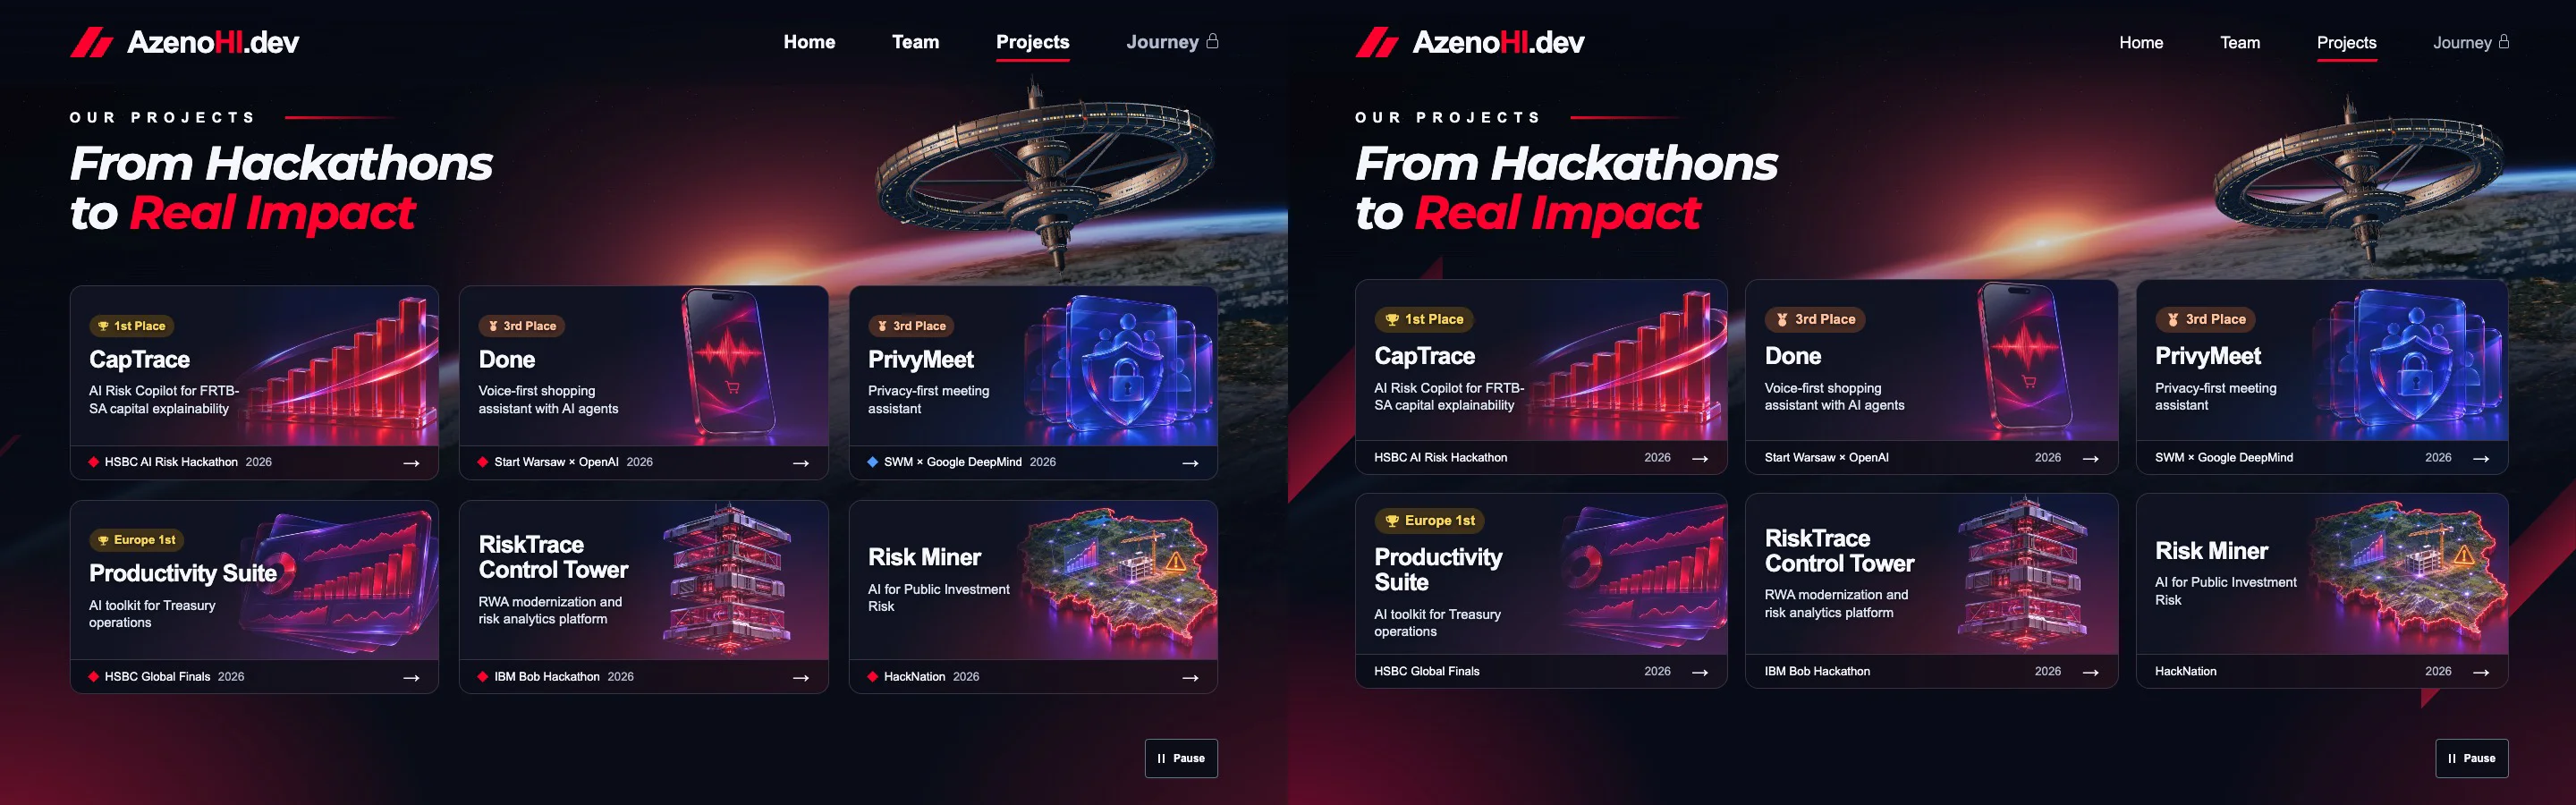 AzenoHI.dev
Home Team Projects Journey
OUR PROJECTS
From Hackathons
to Real Impact
1st Place
CapTrace
AI Risk Copilot for FRTB-
SA capital explainability
HSBC AI Risk Hackathon 2026 →
3rd Place
Done
Voice-first shopping
assistant with AI agents
Start Warsaw × OpenAI 2026 →
3rd Place
PrivyMeet
Privacy-first meeting
assistant
SWM × Google DeepMind 2026 →
Europe 1st
Productivity Suite
AI toolkit for Treasury
operations
HSBC Global Finals 2026 →
RiskTrace
Control Tower
RWA modernization and
risk analytics platform
IBM Bob Hackathon 2026 →
Risk Miner
AI for Public Investment
Risk
HackNation 2026 →
Pause
AzenoHI.dev
Home Team Projects Journey
OUR PROJECTS
From Hackathons
to Real Impact
1st Place
CapTrace
AI Risk Copilot for FRTB-
SA capital explainability
HSBC AI Risk Hackathon 2026 →
3rd Place
Done
Voice-first shopping
assistant with AI agents
Start Warsaw × OpenAI 2026 →
3rd Place
PrivyMeet
Privacy-first meeting
assistant
SWM × Google DeepMind 2026 →
Europe 1st
Productivity
Suite
AI toolkit for Treasury
operations
HSBC Global Finals 2026 →
RiskTrace
Control Tower
RWA modernization and
risk analytics platform
IBM Bob Hackathon 2026 →
Risk Miner
AI for Public Investment
Risk
HackNation 2026 →
Pause